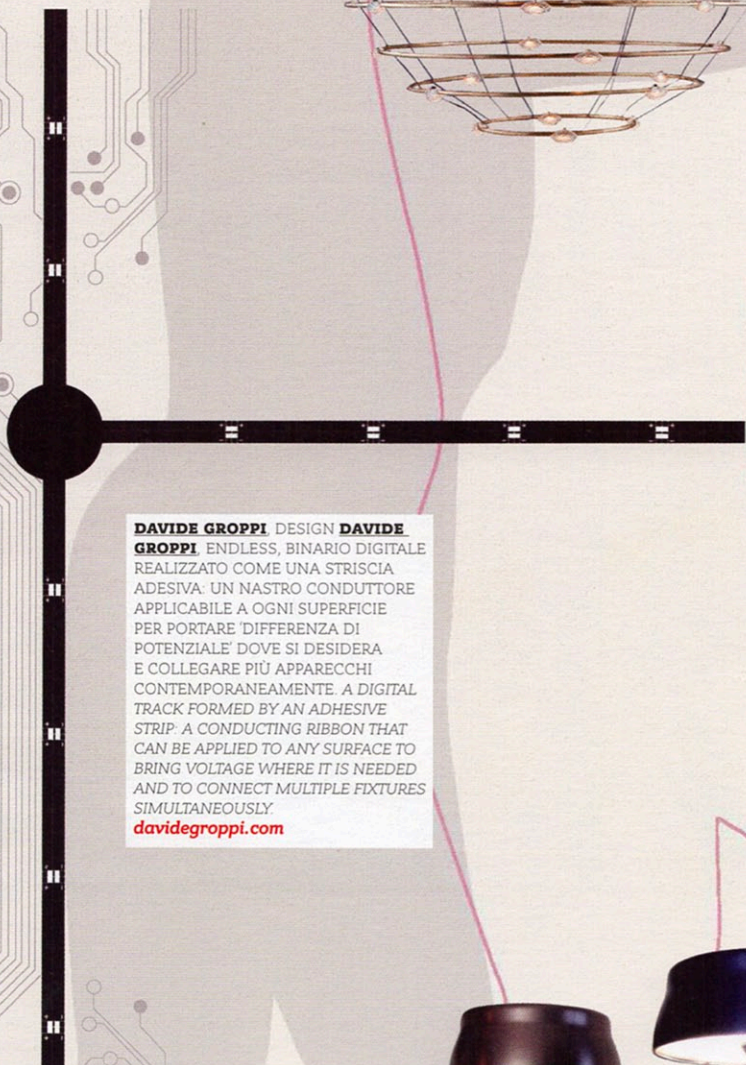 DAVIDE GROPPI, DESIGN DAVIDE
GROPPI, ENDLESS, BINARIO DIGITALE
REALIZZATO COME UNA STRISCIA
ADESIVA: UN NASTRO CONDUTTORE
APPLICABILE A OGNI SUPERFICIE
PER PORTARE ‘DIFFERENZA DI
POTENZIALE’ DOVE SI DESIDERA
E COLLEGARE PIÙ APPARECCHI
CONTEMPORANEAMENTE. A DIGITAL
TRACK FORMED BY AN ADHESIVE
STRIP: A CONDUCTING RIBBON THAT
CAN BE APPLIED TO ANY SURFACE TO
BRING VOLTAGE WHERE IT IS NEEDED
AND TO CONNECT MULTIPLE FIXTURES
SIMULTANEOUSLY.
davidegroppi.com